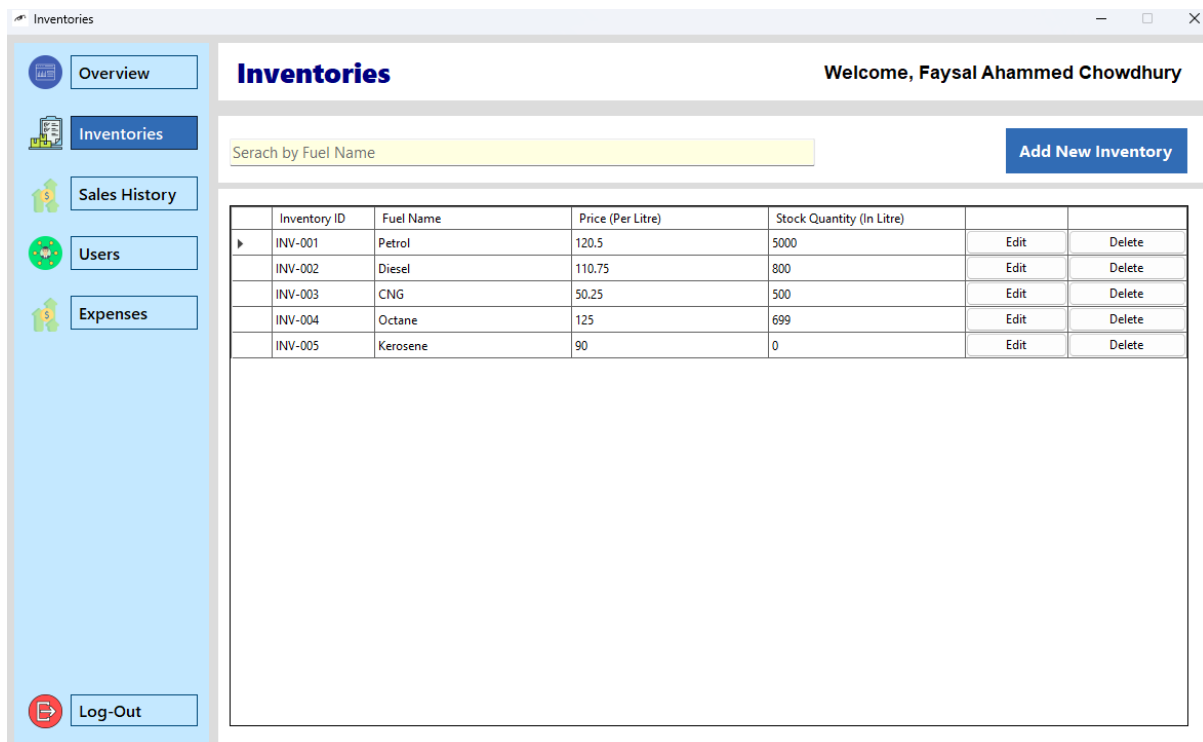 Inventories
Overview
Inventories
Sales History
Users
Expenses
Log-Out
Inventories
Welcome, Faysal Ahammed Chowdhury
Serach by Fuel Name
Add New Inventory
Inventory ID Fuel Name Price (Per Litre) Stock Quantity (In Litre)
INV-001 Petrol 120.5 5000 Edit Delete
INV-002 Diesel 110.75 800 Edit Delete
INV-003 CNG 50.25 500 Edit Delete
INV-004 Octane 125 699 Edit Delete
INV-005 Kerosene 90 0 Edit Delete